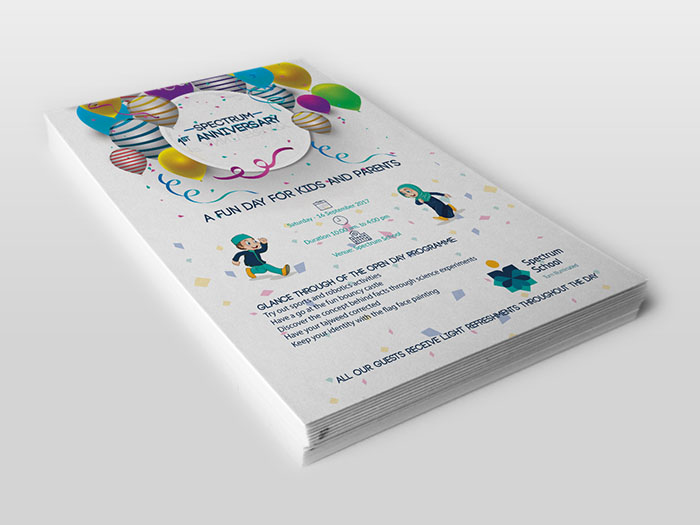 —SPECTRUM—
1ST ANNIVERSARY
A FUN DAY FOR KIDS AND PARENTS
Saturday - 16 September 2017
Duration 10:00 am to 4:00 pm
Venue: Spectrum School
GLANCE THROUGH OF THE OPEN DAY PROGRAMME
Try out sports and robotics activities
Have a go at the fun bouncy castle
Discover the concept behind facts through science experiments
Have your tajweed corrected
Keep your identity with the flag face painting
Spectrum
School
ALL OUR GUESTS RECEIVE LIGHT REFRESHMENTS THROUGHOUT THE DAY